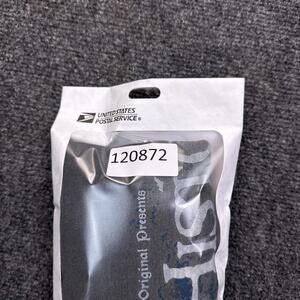 UNITED STATES
POSTAL SERVICE®
120872
Original Presents